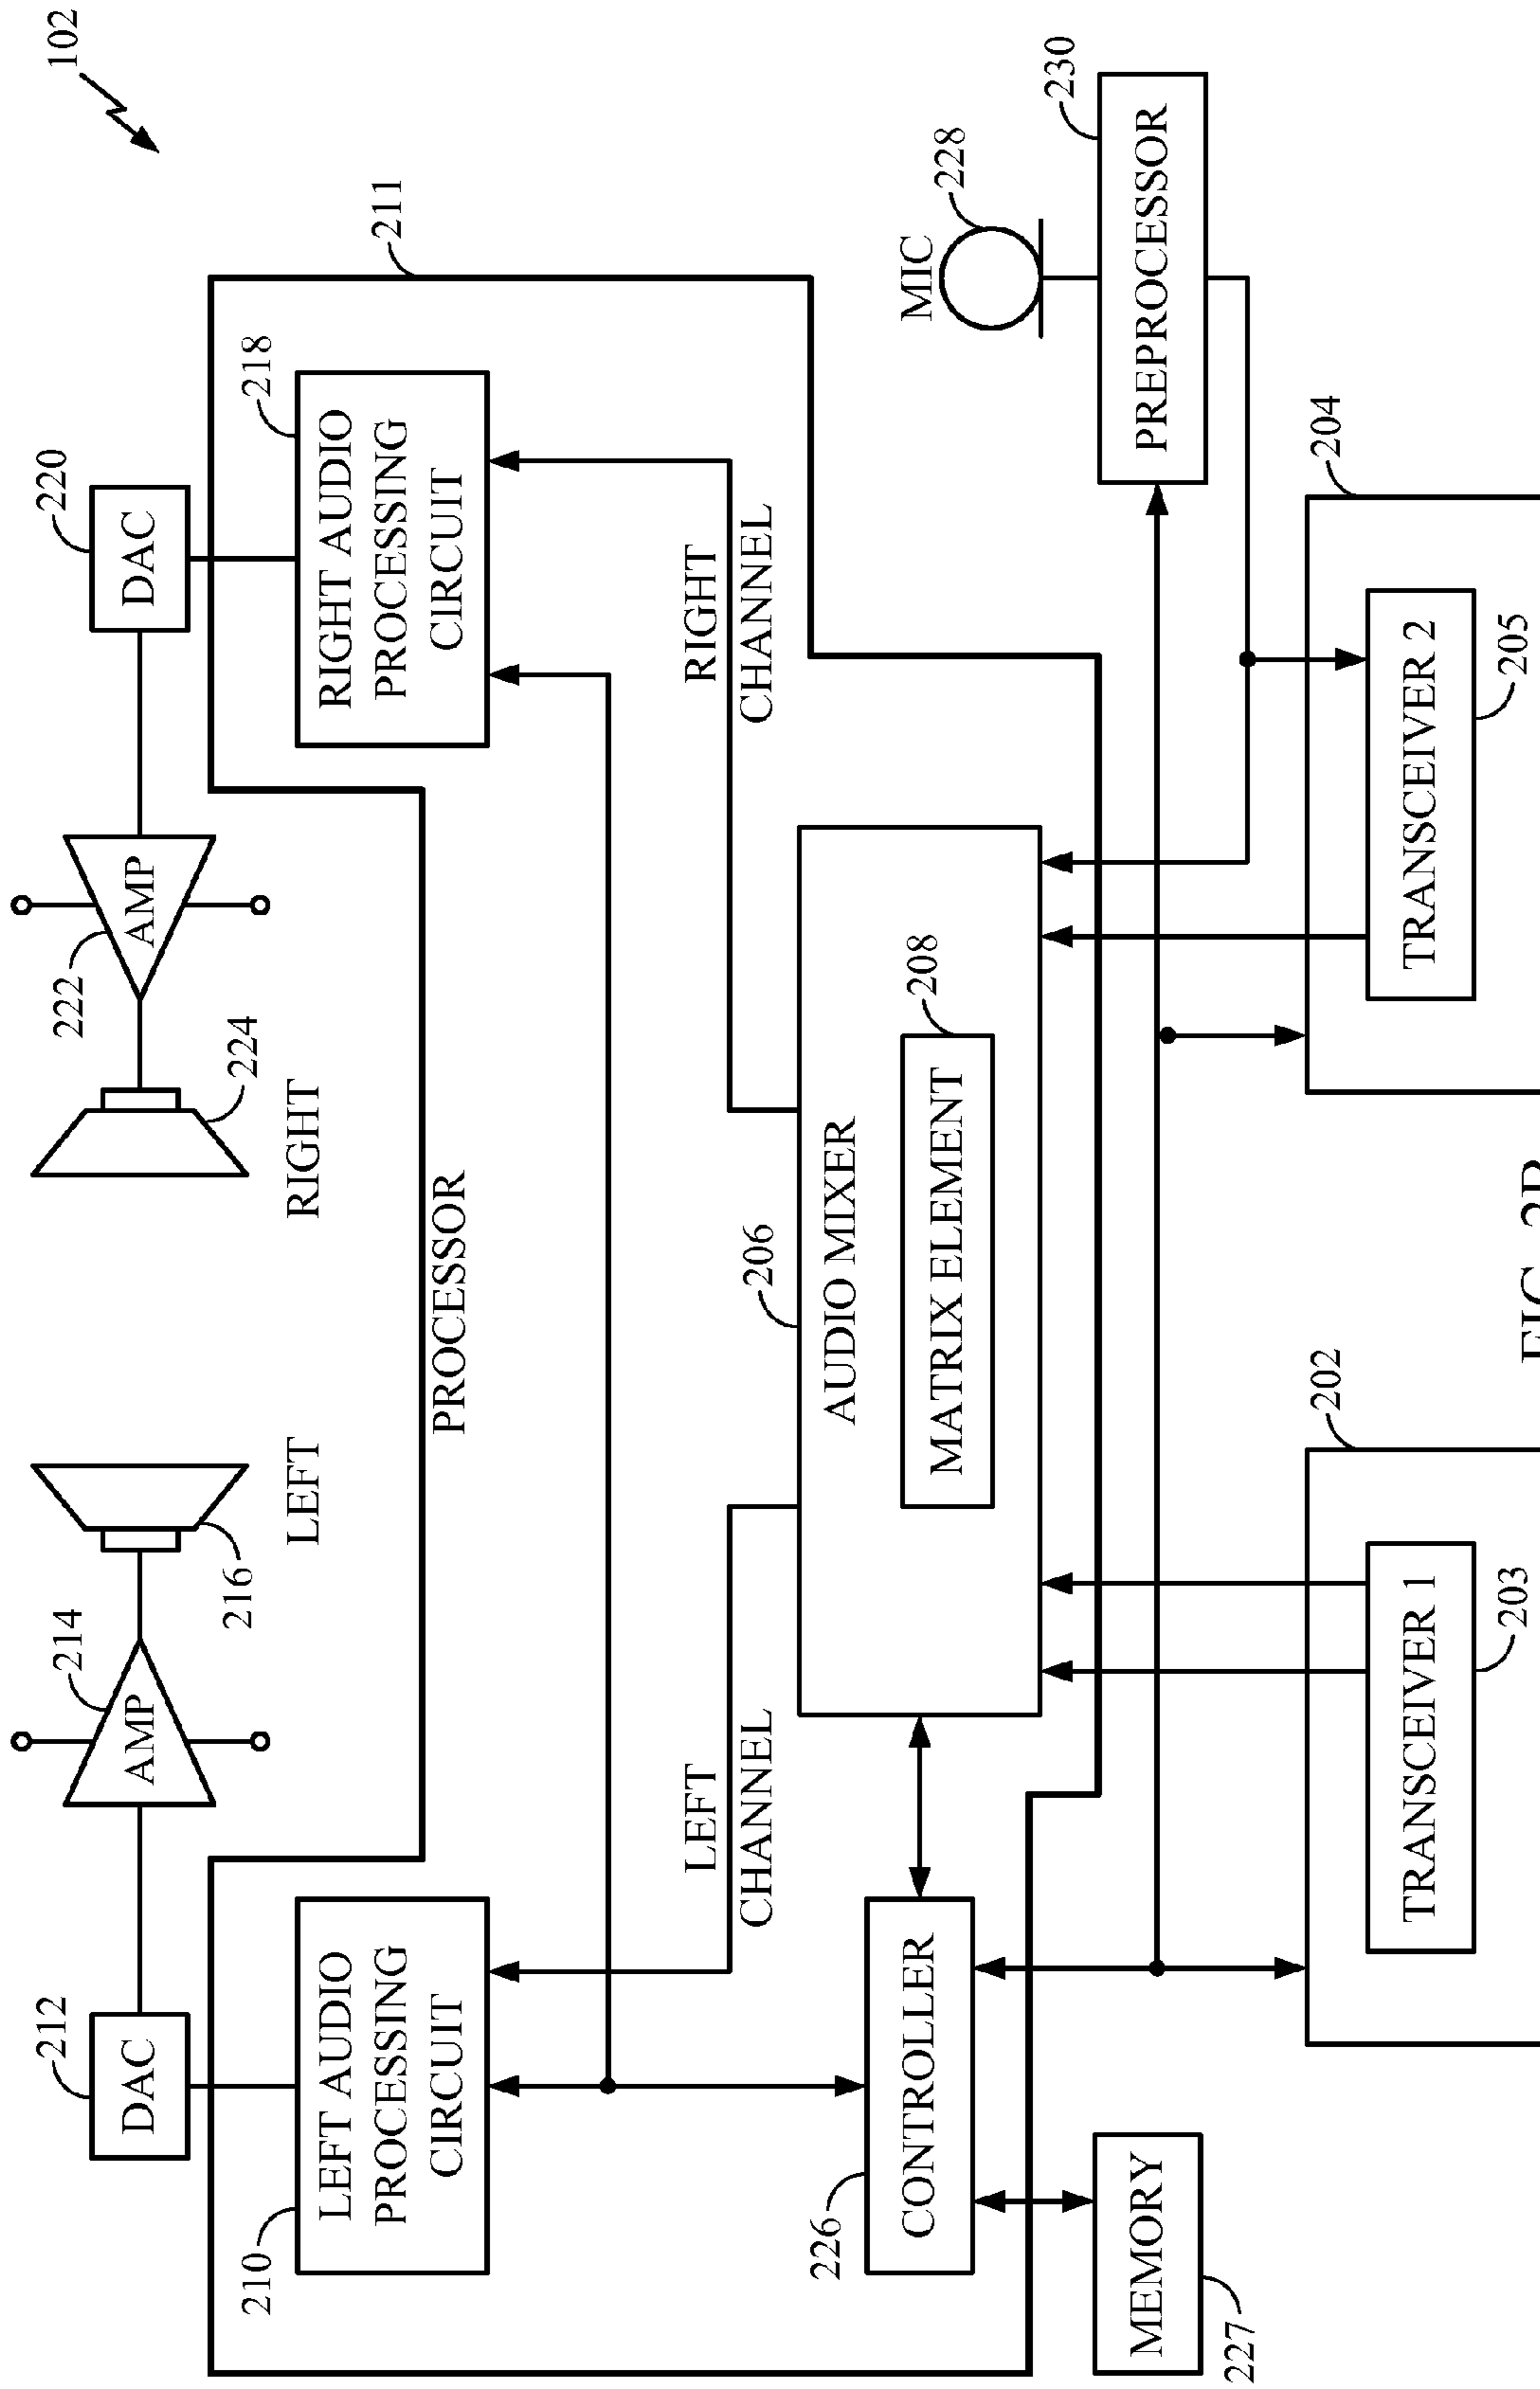 102
212
DAC
214
AMP
216
LEFT
222
AMP
224
RIGHT
220
DAC
210
LEFT AUDIO
PROCESSING
CIRCUIT
PROCESSOR
218
RIGHT AUDIO
PROCESSING
CIRCUIT
211
LEFT
CHANNEL
RIGHT
CHANNEL
206
AUDIO MIXER
208
MATRIX ELEMENT
226
CONTROLLER
MIC
228
230
PREPROCESSOR
MEMORY
227
202
TRANSCEIVER 1
203
204
TRANSCEIVER 2
205